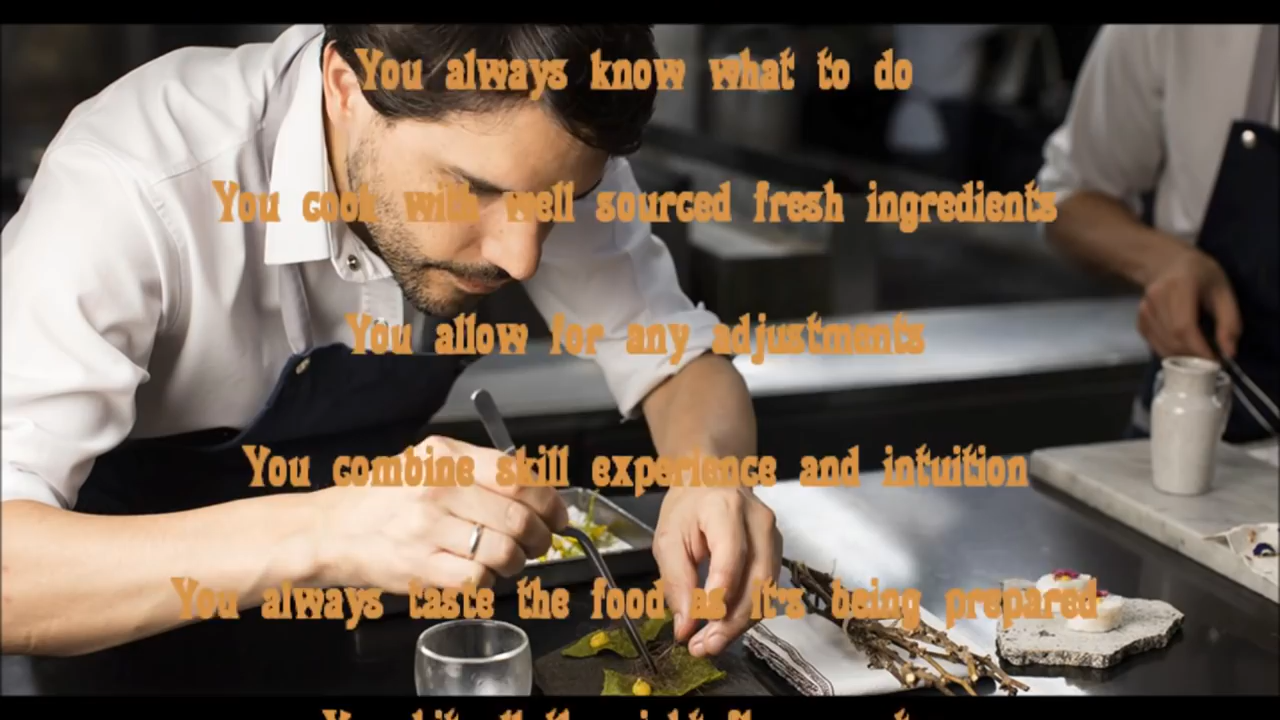 You always know what to do
You cook with well sourced fresh ingredients
You allow for any adjustments
You combine skill experience and intuition
You always taste the food as It's being prepared